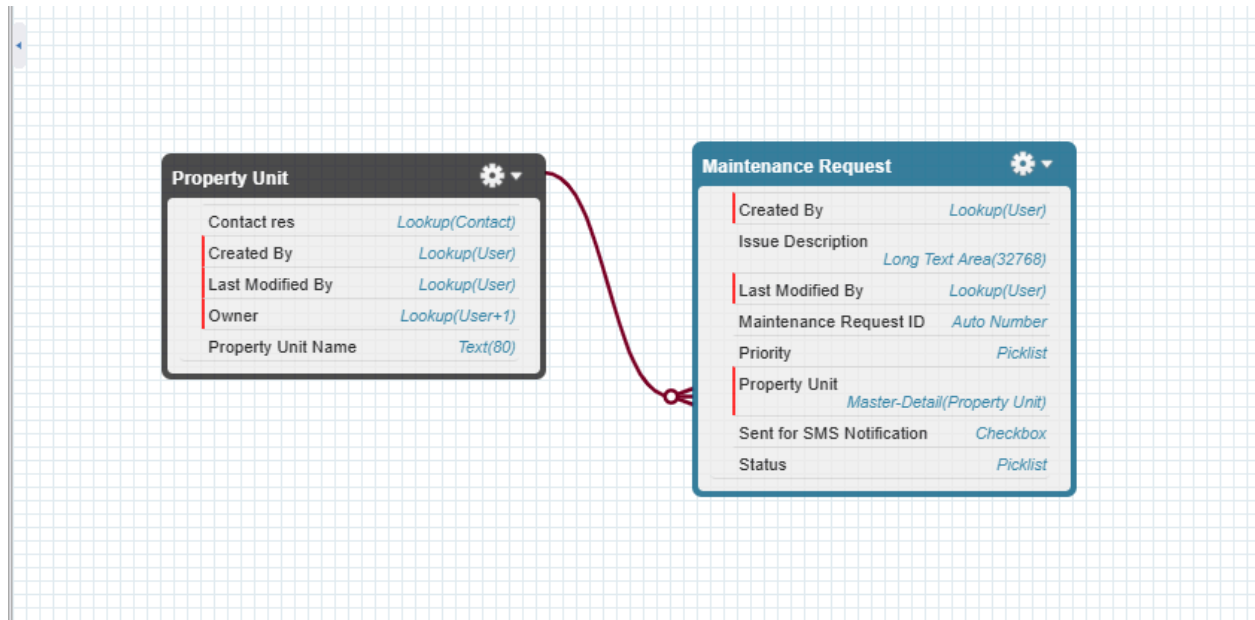 Property Unit
Contact res Lookup(Contact)
Created By Lookup(User)
Last Modified By Lookup(User)
Owner Lookup(User+1)
Property Unit Name Text(80)
Maintenance Request
Created By Lookup(User)
Issue Description
Long Text Area(32768)
Last Modified By Lookup(User)
Maintenance Request ID Auto Number
Priority Picklist
Property Unit
Master-Detail(Property Unit)
Sent for SMS Notification Checkbox
Status Picklist